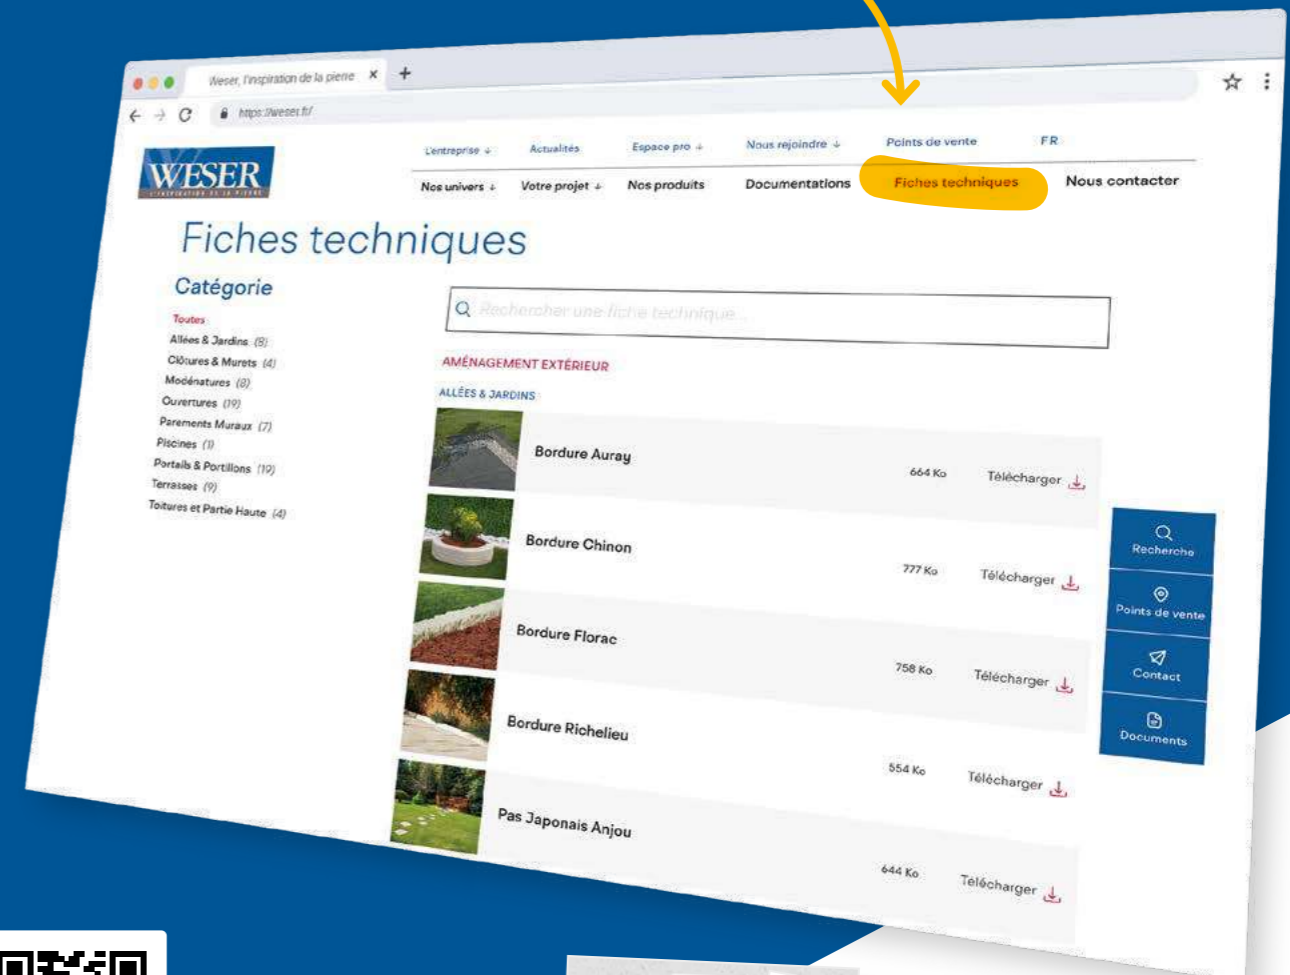 Weser, l'inspiration de la pierre
https://weser.fr/
L'entreprise ↓ Actualités Espace pro ↓ Nous rejoindre ↓ Points de vente FR
WESER
L'INSPIRATION DE LA PIERRE
Nos univers ↓ Votre projet ↓ Nos produits Documentations Fiches techniques Nous contacter
Fiches techniques
Catégorie
Toutes
Allées & Jardins (8)
Clôtures & Murets (4)
Modénatures (8)
Ouvertures (19)
Parements Muraux (7)
Piscines (1)
Portails & Portillons (19)
Terrasses (9)
Toitures et Partie Haute (4)
Rechercher une fiche technique...
AMÉNAGEMENT EXTÉRIEUR
ALLÉES & JARDINS
Bordure Auray 664 Ko Télécharger
Bordure Chinon 777 Ko Télécharger
Bordure Florac 758 Ko Télécharger
Bordure Richelieu 554 Ko Télécharger
Pas Japonais Anjou 644 Ko Télécharger
Recherche
Points de vente
Contact
Documents